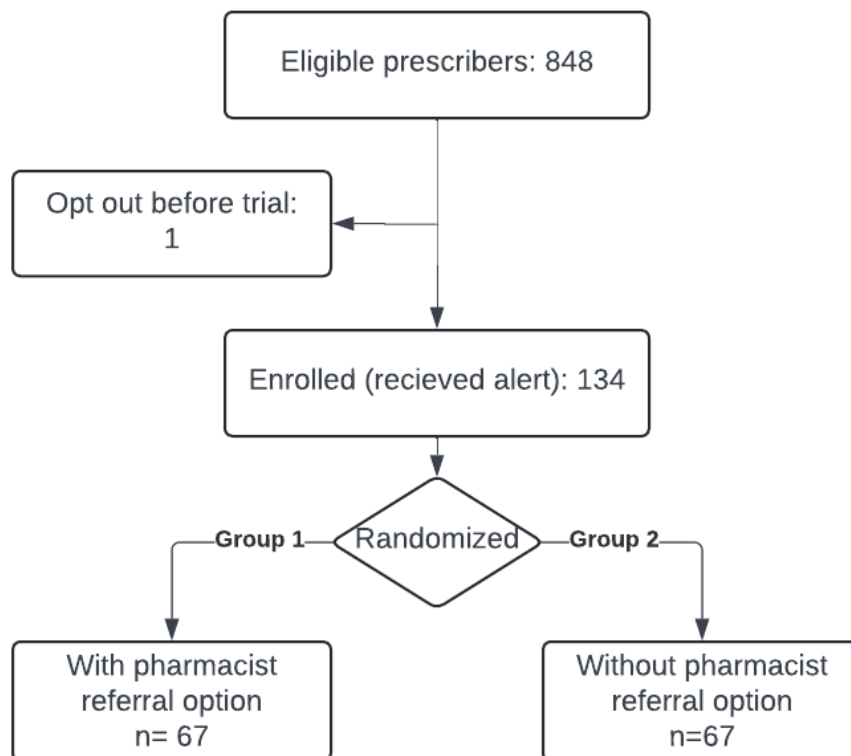 Eligible prescribers: 848
Opt out before trial:
1
Enrolled (recieved alert): 134
Randomized
Group 1
Group 2
With pharmacist
referral option
n= 67
Without pharmacist
referral option
n=67